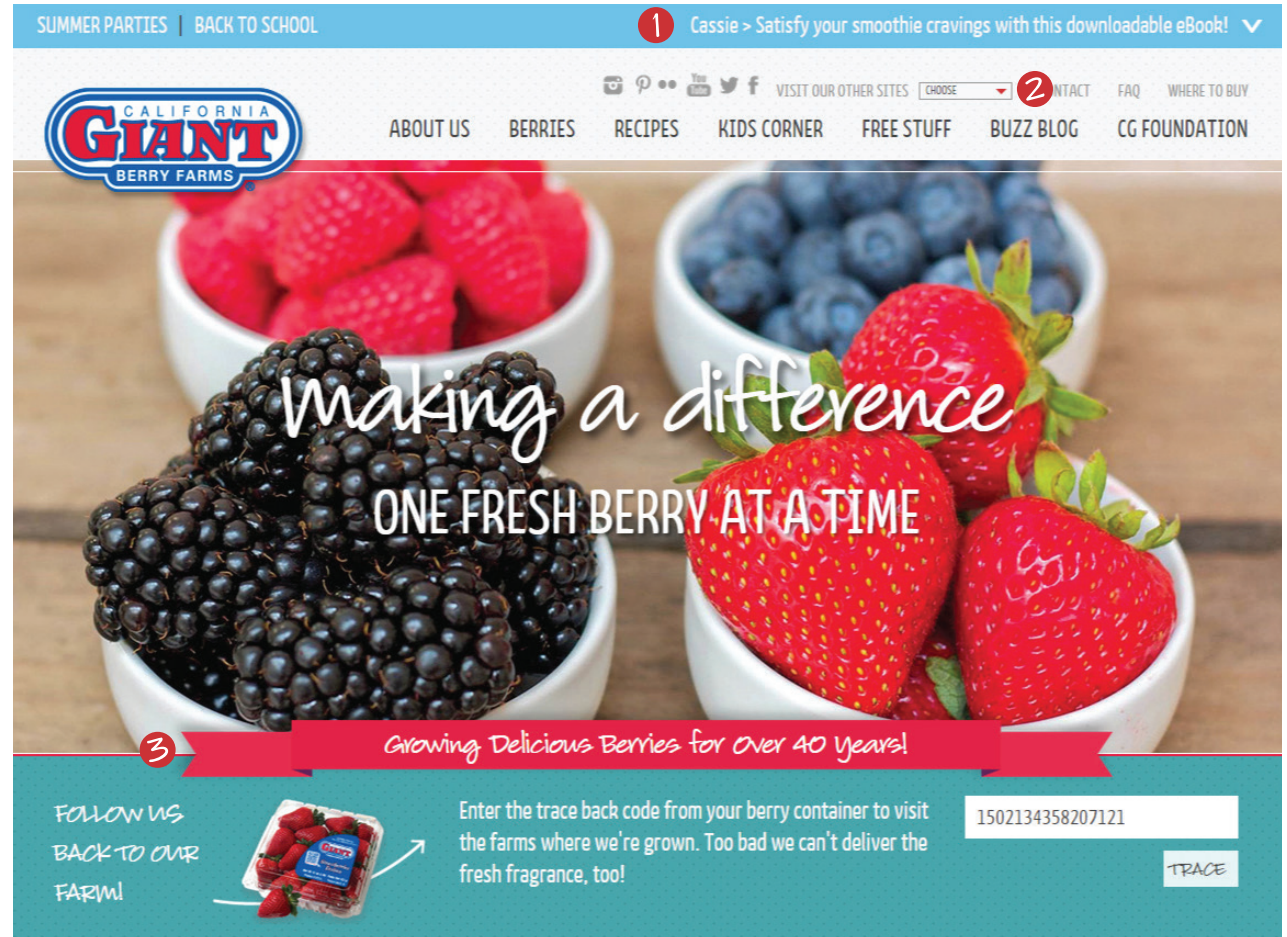 SUMMER PARTIES | BACK TO SCHOOL
1 Cassie > Satisfy your smoothie cravings with this downloadable eBook!
You Tube
VISIT OUR OTHER SITES CHOOSE 2 NTACT FAQ WHERE TO BUY
CALIFORNIA
GIANT
BERRY FARMS®
ABOUT US BERRIES RECIPES KIDS CORNER FREE STUFF BUZZ BLOG CG FOUNDATION
Making a difference
ONE FRESH BERRY AT A TIME
3 Growing Delicious Berries for Over 40 Years!
FOLLOW US
BACK TO OUR
FARM!
GIANT
Enter the trace back code from your berry container to visit
the farms where we're grown. Too bad we can't deliver the
fresh fragrance, too!
1502134358207121
TRACE